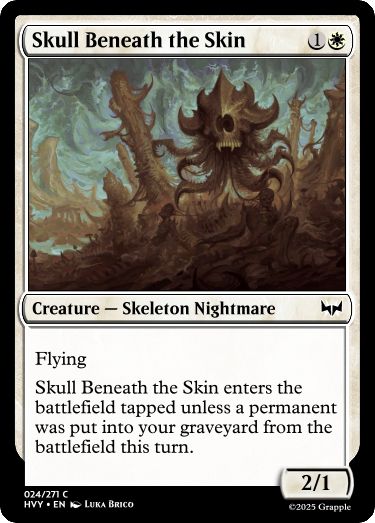 Skull Beneath the Skin 1
Creature — Skeleton Nightmare
Flying
Skull Beneath the Skin enters the
battlefield tapped unless a permanent
was put into your graveyard from the
battlefield this turn.
2/1
024/271 C
HVY • EN Luka Brico
©2025 Grapple